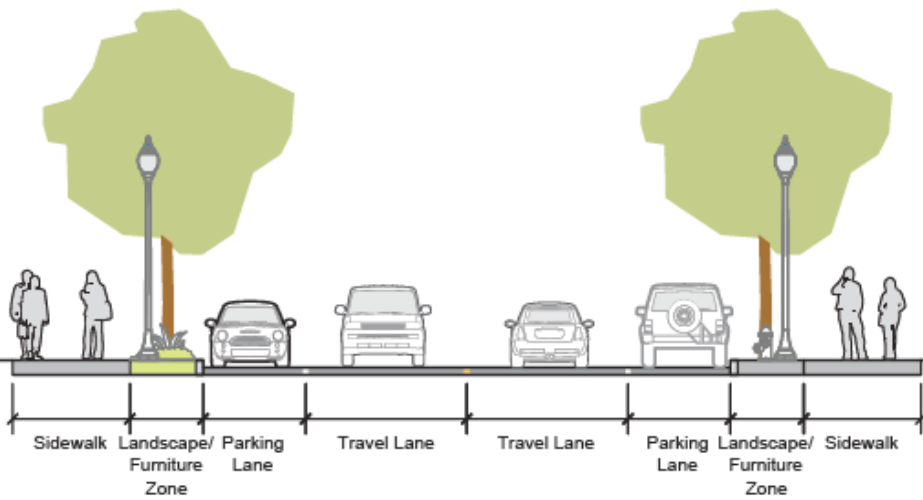 Sidewalk
Landscape/
Furniture
Zone
Parking
Lane
Travel Lane
Travel Lane
Parking
Lane
Landscape/
Furniture
Zone
Sidewalk